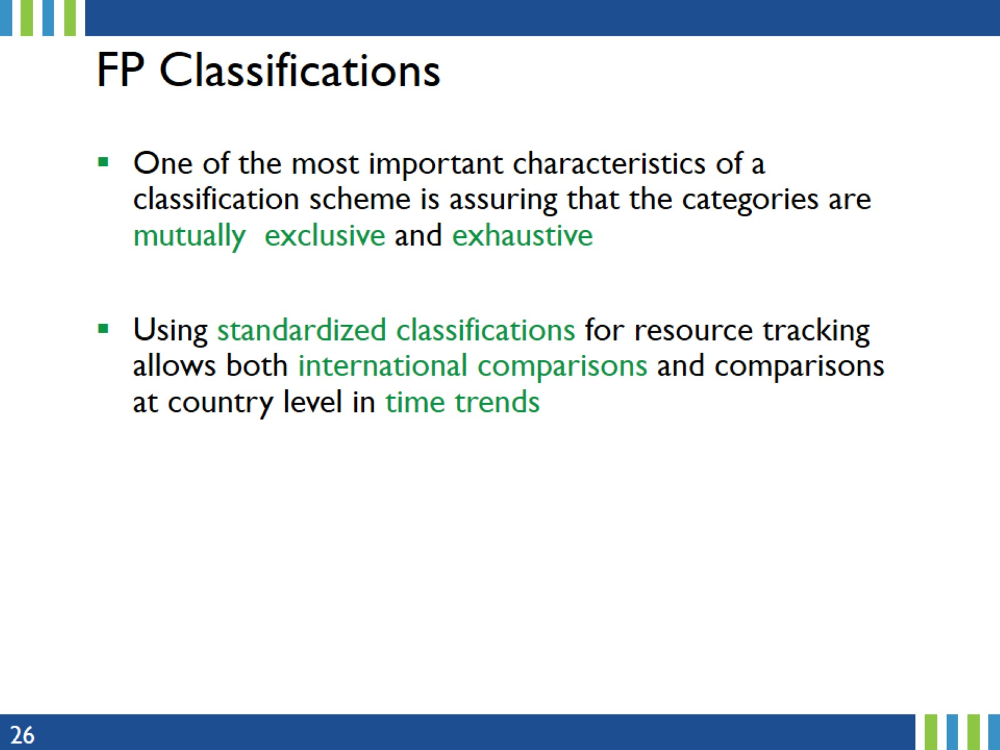 FP Classifications
▪ One of the most important characteristics of a
classification scheme is assuring that the categories are
mutually  exclusive and exhaustive
▪ Using standardized classifications for resource tracking
allows both international comparisons and comparisons
at country level in time trends
26